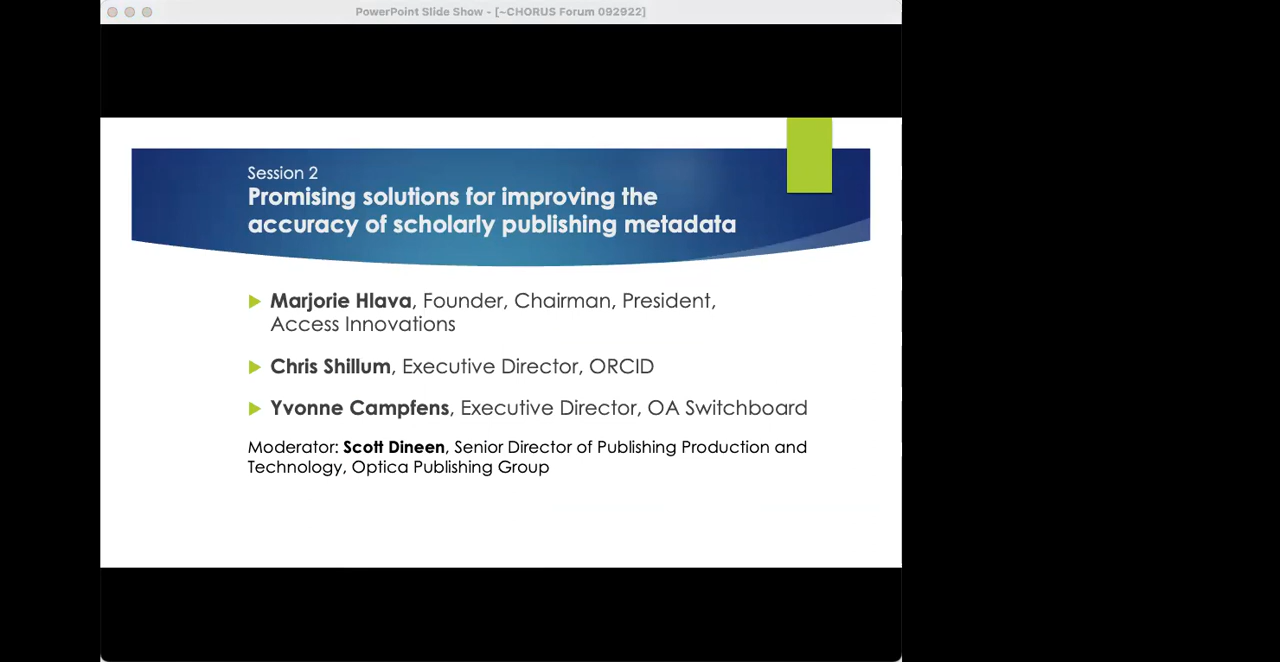 PowerPoint Slide Show - [~CHORUS Forum 092922]
Session 2
Promising solutions for improving the
accuracy of scholarly publishing metadata
Marjorie Hlava, Founder, Chairman, President,
Access Innovations
Chris Shillum, Executive Director, ORCID
Yvonne Campfens, Executive Director, OA Switchboard
Moderator: Scott Dineen, Senior Director of Publishing Production and
Technology, Optica Publishing Group